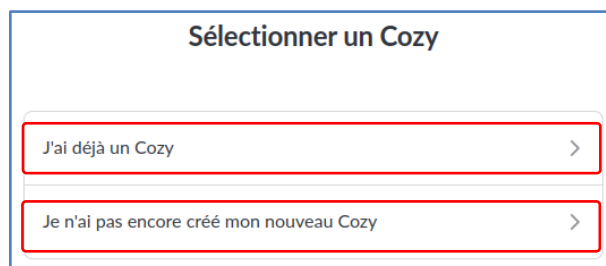 Sélectionner un Cozy
J'ai déjà un Cozy
Je n'ai pas encore créé mon nouveau Cozy